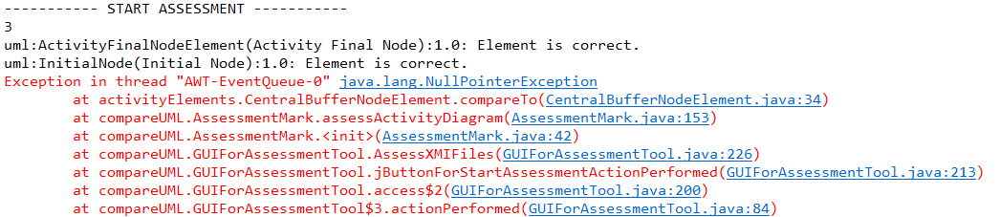 ----------- START ASSESSMENT -----------
3
uml:ActivityFinalNodeElement(Activity Final Node):1.0: Element is correct.
uml:InitialNode(Initial Node):1.0: Element is correct.
Exception in thread "AWT-EventQueue-0" java.lang.NullPointerException
at activityElements.CentralBufferNodeElement.compareTo(CentralBufferNodeElement.java:34)
at compareUML.AssessmentMark.assessActivityDiagram(AssessmentMark.java:153)
at compareUML.AssessmentMark.<init>(AssessmentMark.java:42)
at compareUML.GUIForAssessmentTool.AssessXMIFiles(GUIForAssessmentTool.java:226)
at compareUML.GUIForAssessmentTool.jButtonForStartAssessmentActionPerformed(GUIForAssessmentTool.java:213)
at compareUML.GUIForAssessmentTool.access$2(GUIForAssessmentTool.java:200)
at compareUML.GUIForAssessmentTool$3.actionPerformed(GUIForAssessmentTool.java:84)